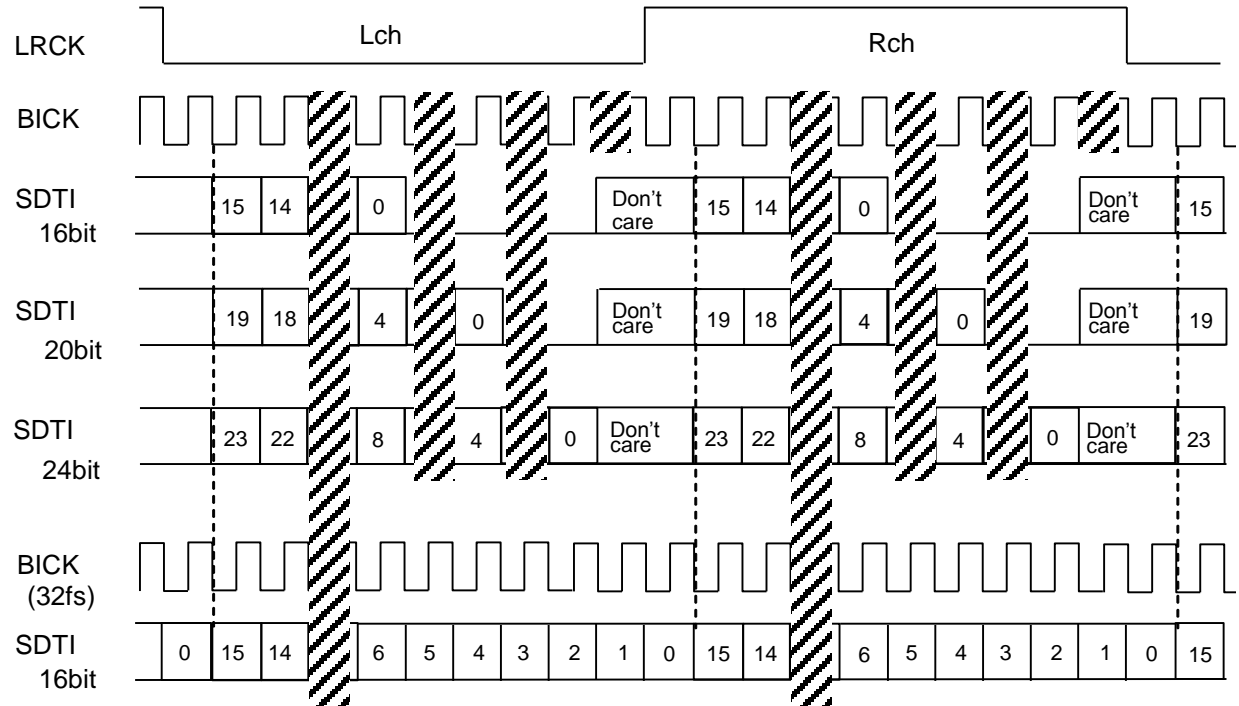 LRCK Lch Rch
BICK
SDTI 15 14 0 Don't 15 14 0 Don't 15
16bit care care
SDTI 19 18 4 0 Don't 19 18 4 0 Don't 19
20bit care care
SDTI 23 22 8 4 0 Don't 23 22 8 4 0 Don't 23
24bit care care
BICK
(32fs)
SDTI 0 15 14 6 5 4 3 2 1 0 15 14 6 5 4 3 2 1 0 15
16bit